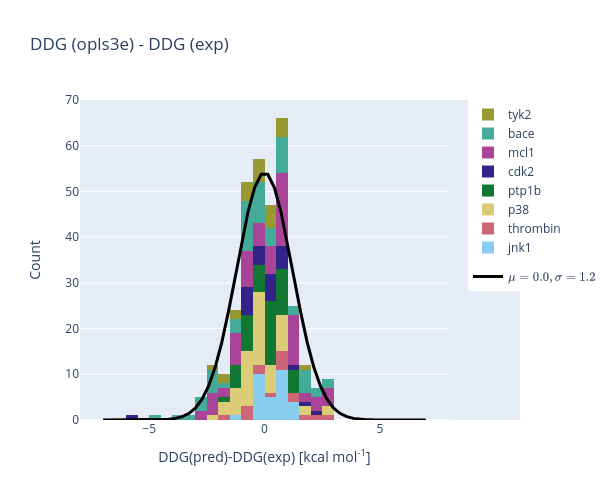 DDG (opls3e) - DDG (exp)
70
60
50
40
30
20
10
0
−5
0
5
Count
DDG(pred)-DDG(exp) [kcal mol⁻¹]
tyk2
bace
mcl1
cdk2
ptp1b
p38
thrombin
jnk1
μ = 0.0, σ = 1.2